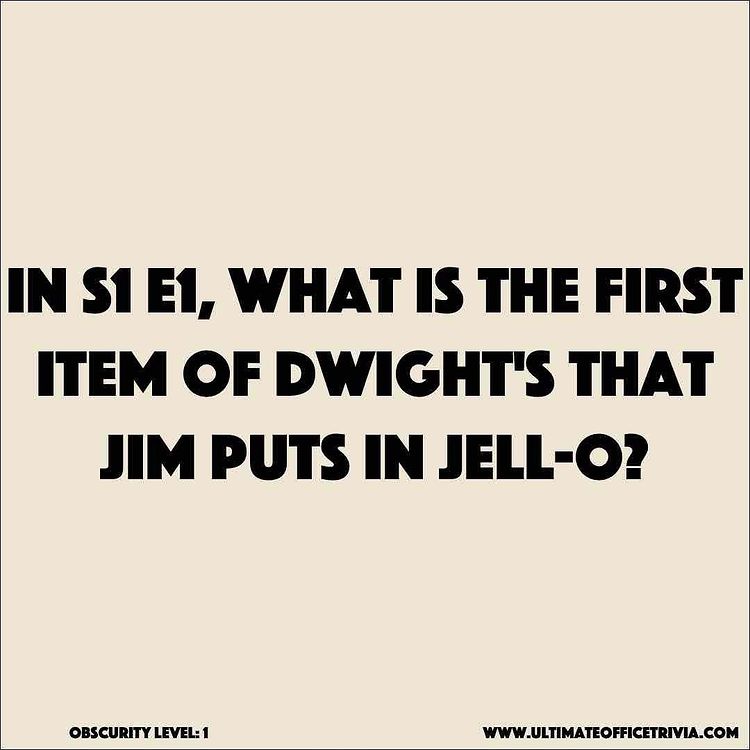 IN S1 E1, WHAT IS THE FIRST
ITEM OF DWIGHT'S THAT
JIM PUTS IN JELL-O?
OBSCURITY LEVEL: 1
WWW.ULTIMATEOFFICETRIVIA.COM